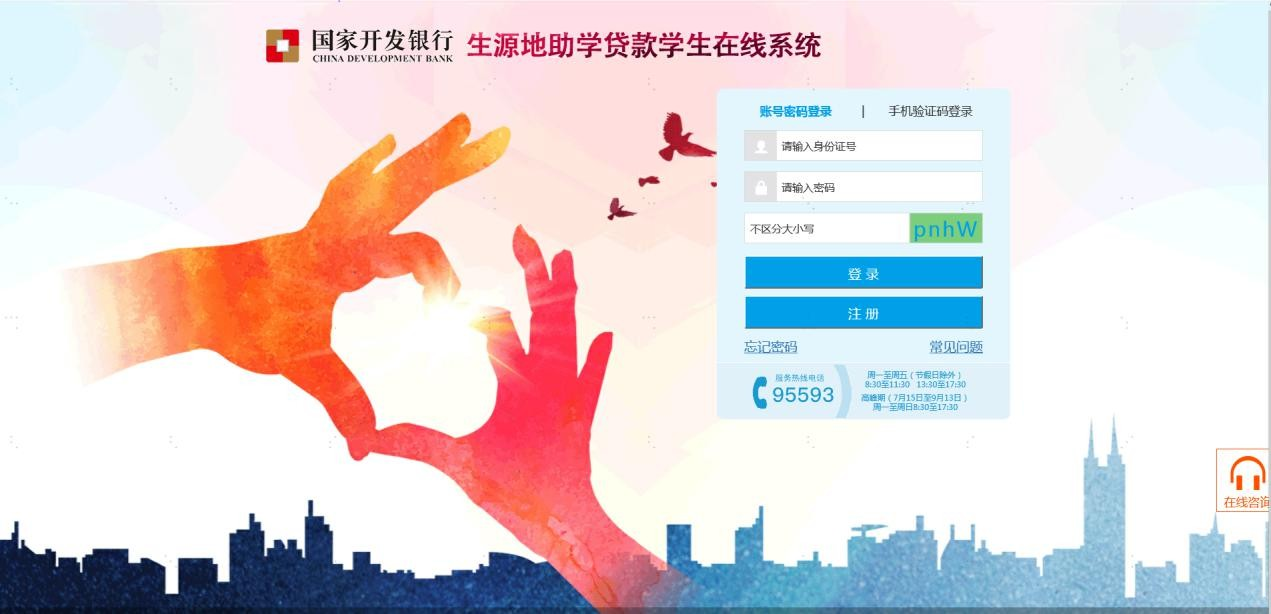 国家开发银行
CHINA DEVELOPMENT BANK
生源地助学贷款学生在线系统
账号密码登录 | 手机验证码登录
请输入身份证号
请输入密码
不区分大小写 pnhW
登 录
注 册
忘记密码 常见问题
服务热线电话
95593
周一至周五（节假日除外）
8:30至11:30 13:30至17:30
高峰期（7月15日至9月13日）
周一至周日8:30至17:30
在线咨询